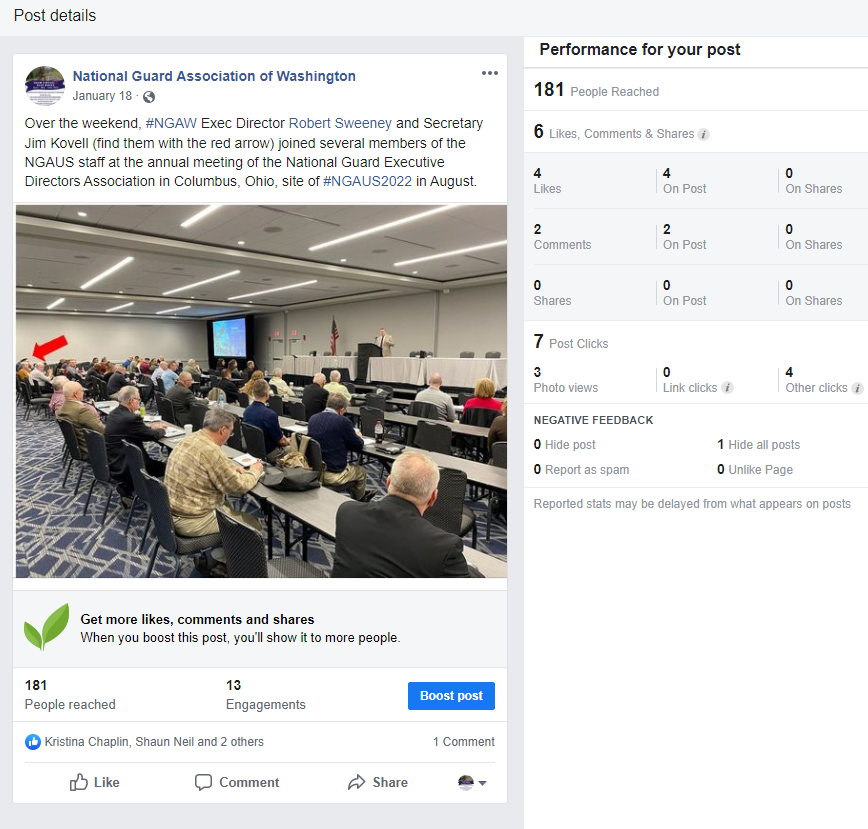 Post details
National Guard Association of Washington
January 18 ·
Over the weekend, #NGAW Exec Director Robert Sweeney and Secretary
Jim Kovell (find them with the red arrow) joined several members of the
NGAUS staff at the annual meeting of the National Guard Executive
Directors Association in Columbus, Ohio, site of #NGAUS2022 in August.
Get more likes, comments and shares
When you boost this post, you'll show it to more people.
181 13
People reached Engagements
Boost post
Kristina Chaplin, Shaun Neil and 2 others 1 Comment
Like Comment Share
Performance for your post
181 People Reached
6 Likes, Comments & Shares i
4 4 0
Likes On Post On Shares
2 2 0
Comments On Post On Shares
0 0 0
Shares On Post On Shares
7 Post Clicks
3 0 4
Photo views Link clicks i Other clicks i
NEGATIVE FEEDBACK
0 Hide post 1 Hide all posts
0 Report as spam 0 Unlike Page
Reported stats may be delayed from what appears on posts